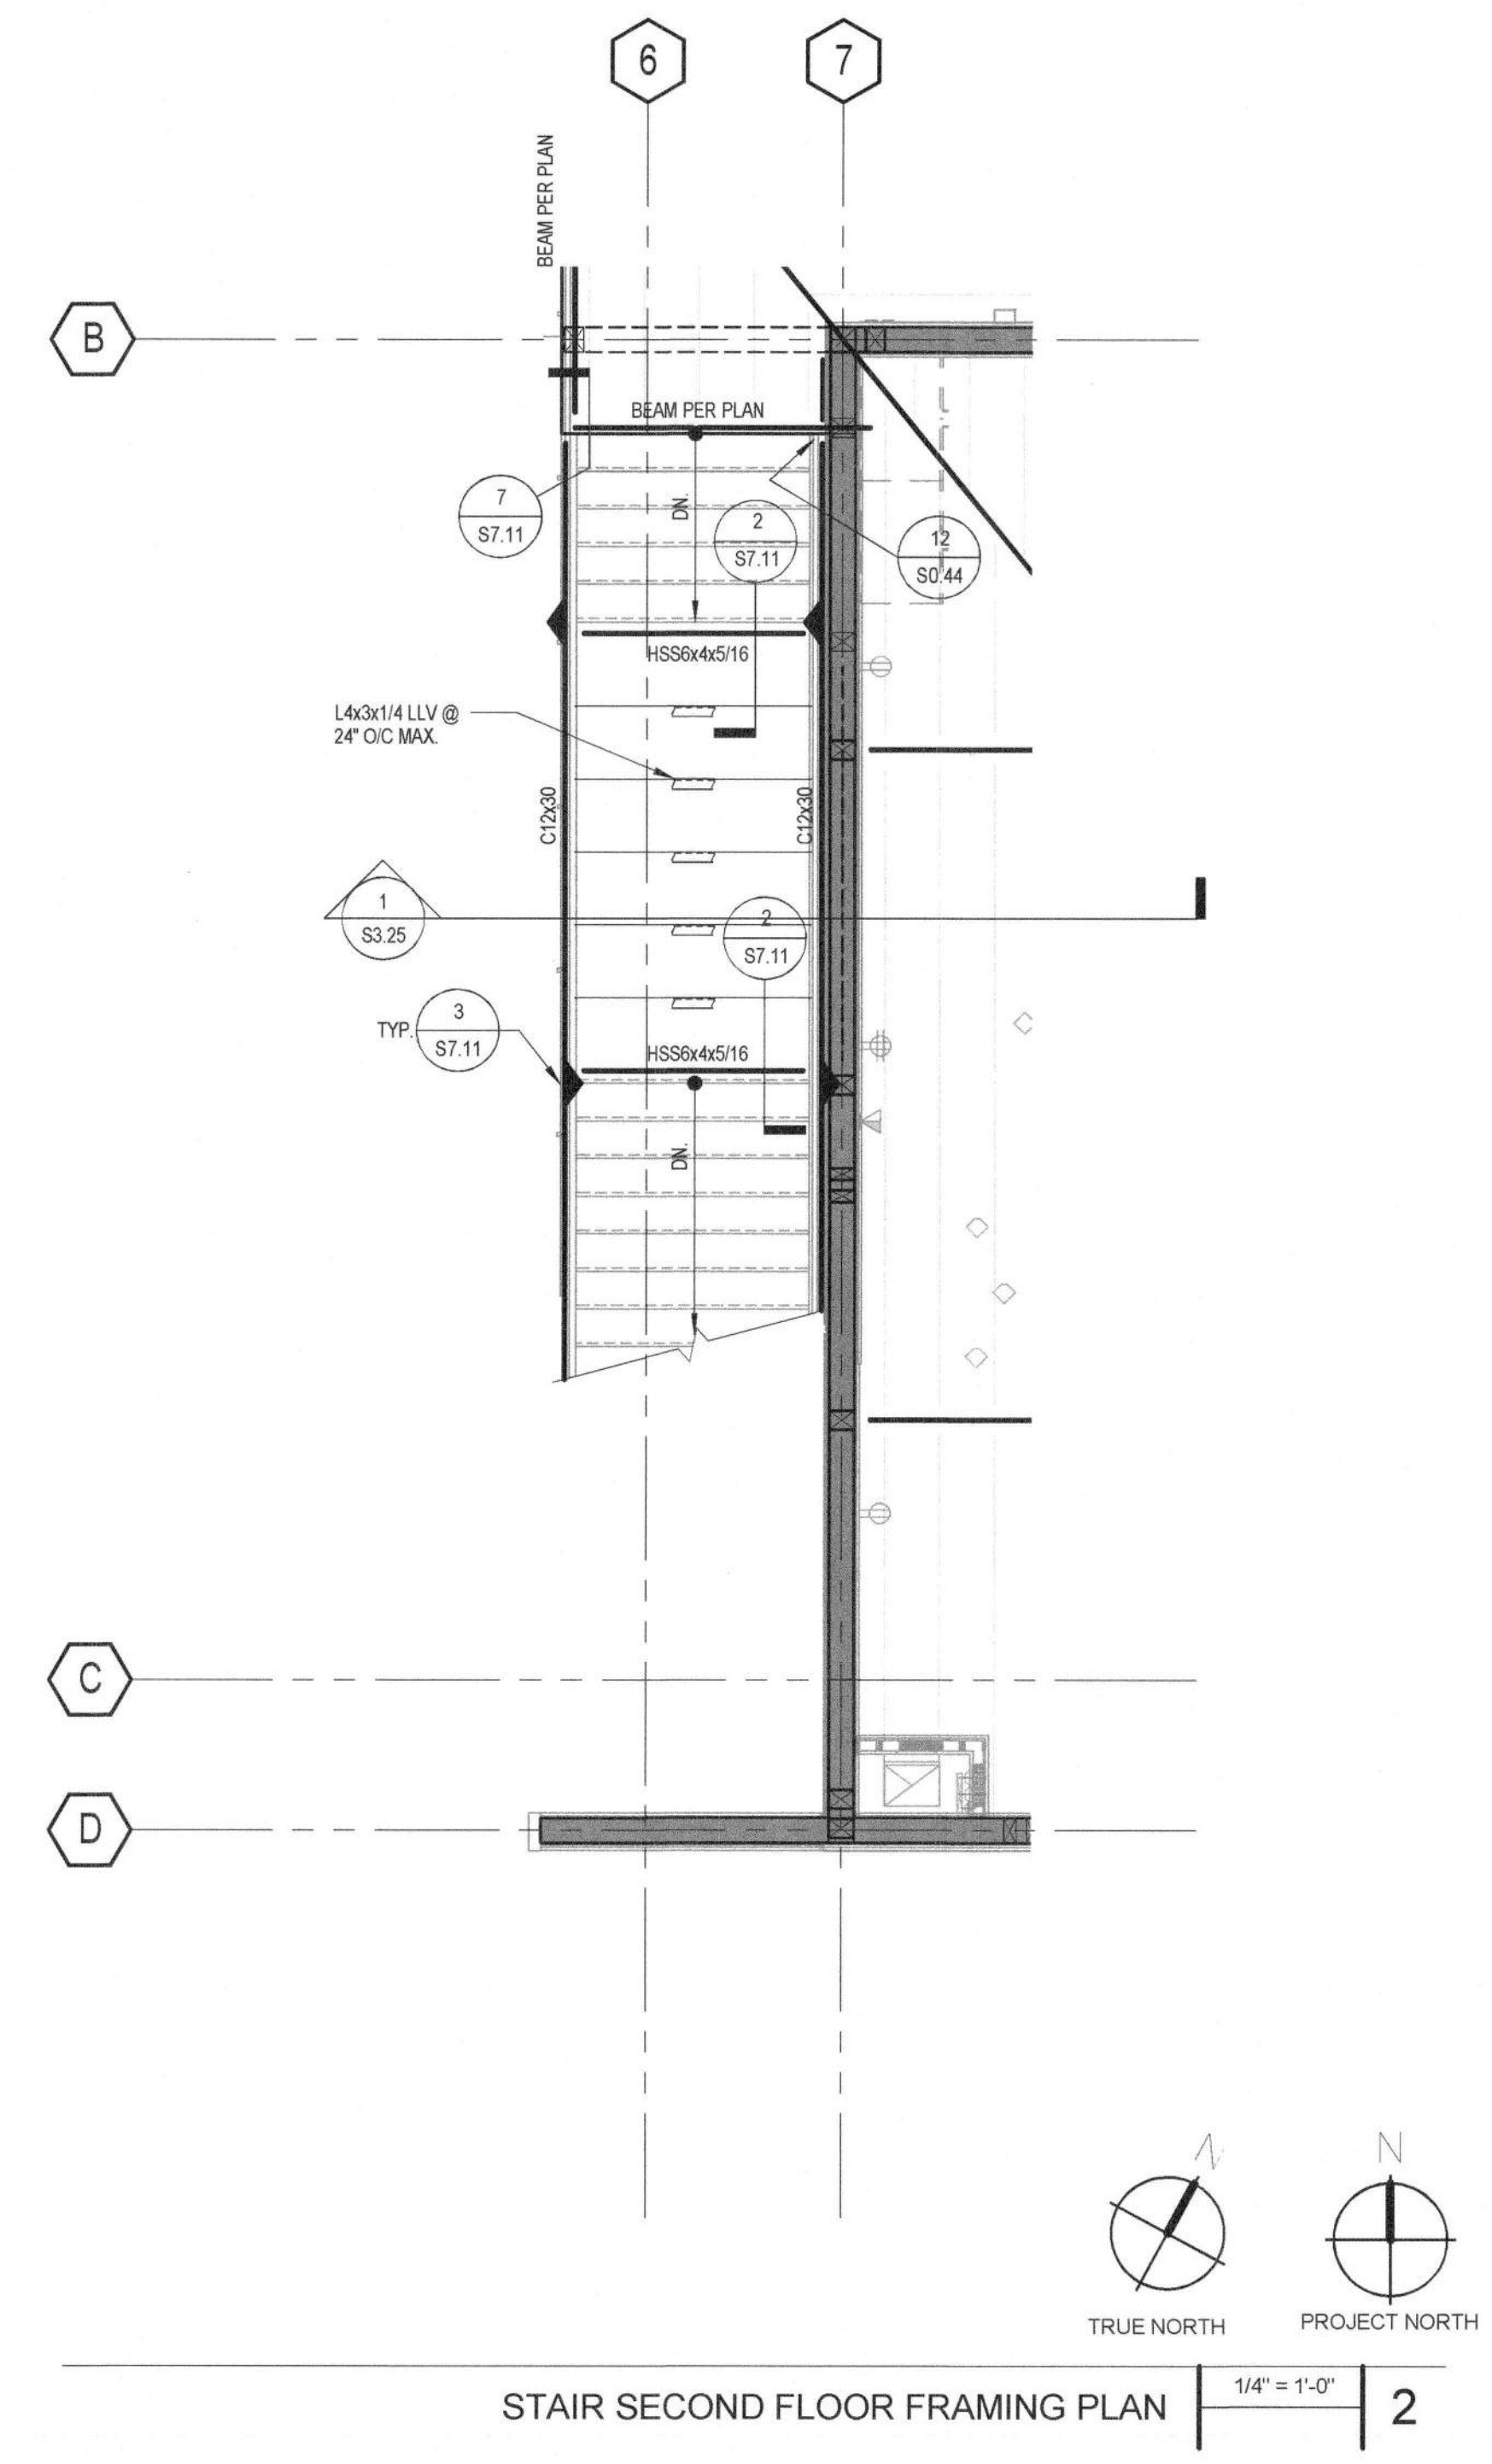 6
7
BEAM PER PLAN
B
BEAM PER PLAN
7
S7.11
DN.
2
S7.11
12
S0.44
HSS6x4x5/16
L4x3x1/4 LLV @
24" O/C MAX.
C12x30
C12x30
1
S3.25
2
S7.11
TYP.
3
S7.11
HSS6x4x5/16
DN.
C
D
N
N
TRUE NORTH
PROJECT NORTH
STAIR SECOND FLOOR FRAMING PLAN
1/4" = 1'-0"
2